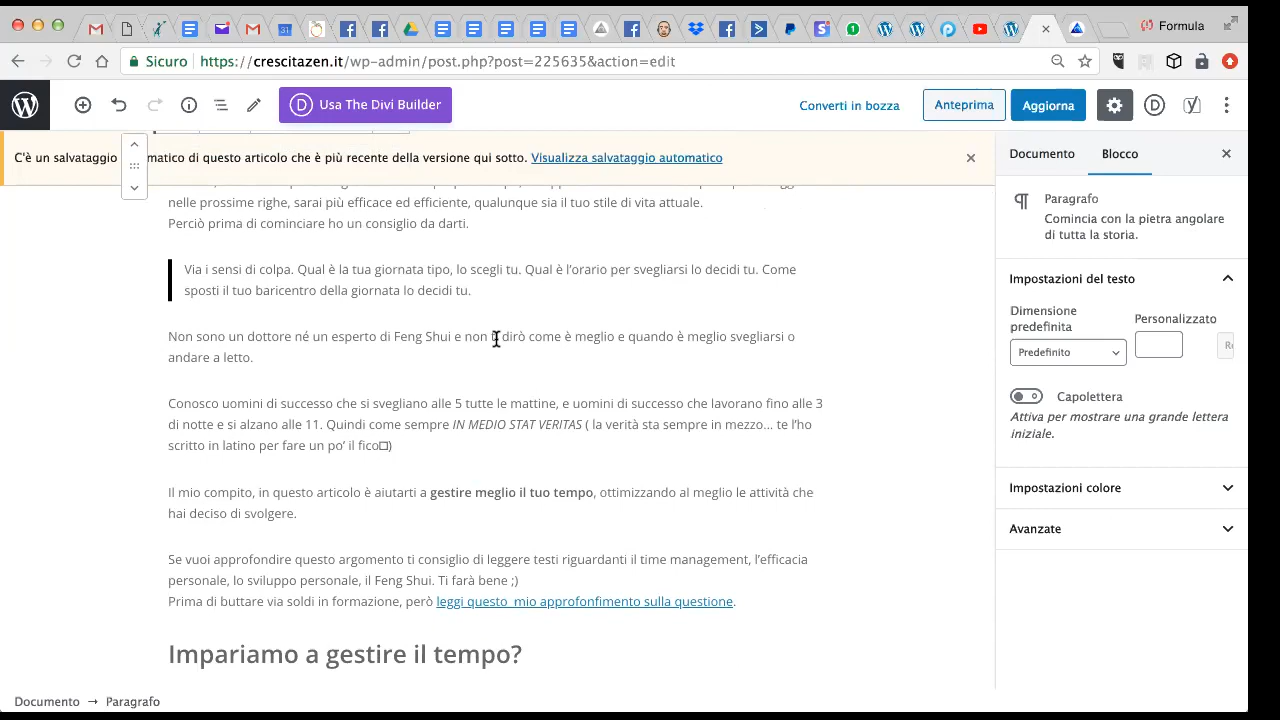 Formula
Sicuro https://crescitazen.it/wp-admin/post.php?post=225635&action=edit
Usa The Divi Builder
Converti in bozza
Anteprima
Aggiorna
C'è un salvataggio matico di questo articolo che è più recente della versione qui sotto. Visualizza salvataggio automatico
Documento
Blocco
nelle prossime righe, sarai più efficace ed efficiente, qualunque sia il tuo stile di vita attuale.
Perciò prima di cominciare ho un consiglio da darti.
Via i sensi di colpa. Qual è la tua giornata tipo, lo scegli tu. Qual è l'orario per svegliarsi lo decidi tu. Come
sposti il tuo baricentro della giornata lo decidi tu.
Non sono un dottore né un esperto di Feng Shui e non ti dirò come è meglio e quando è meglio svegliarsi o
andare a letto.
Conosco uomini di successo che si svegliano alle 5 tutte le mattine, e uomini di successo che lavorano fino alle 3
di notte e si alzano alle 11. Quindi come sempre IN MEDIO STAT VERITAS ( la verità sta sempre in mezzo... te l'ho
scritto in latino per fare un po' il fico□)
Il mio compito, in questo articolo è aiutarti a gestire meglio il tuo tempo, ottimizzando al meglio le attività che
hai deciso di svolgere.
Se vuoi approfondire questo argomento ti consiglio di leggere testi riguardanti il time management, l'efficacia
personale, lo sviluppo personale, il Feng Shui. Ti farà bene ;)
Prima di buttare via soldi in formazione, però leggi questo  mio approfonfimento sulla questione.
Impariamo a gestire il tempo?
Paragrafo
Comincia con la pietra angolare
di tutta la storia.
Impostazioni del testo
Dimensione
predefinita
Personalizzato
Predefinito
Capolettera
Attiva per mostrare una grande lettera
iniziale.
Impostazioni colore
Avanzate
Documento → Paragrafo